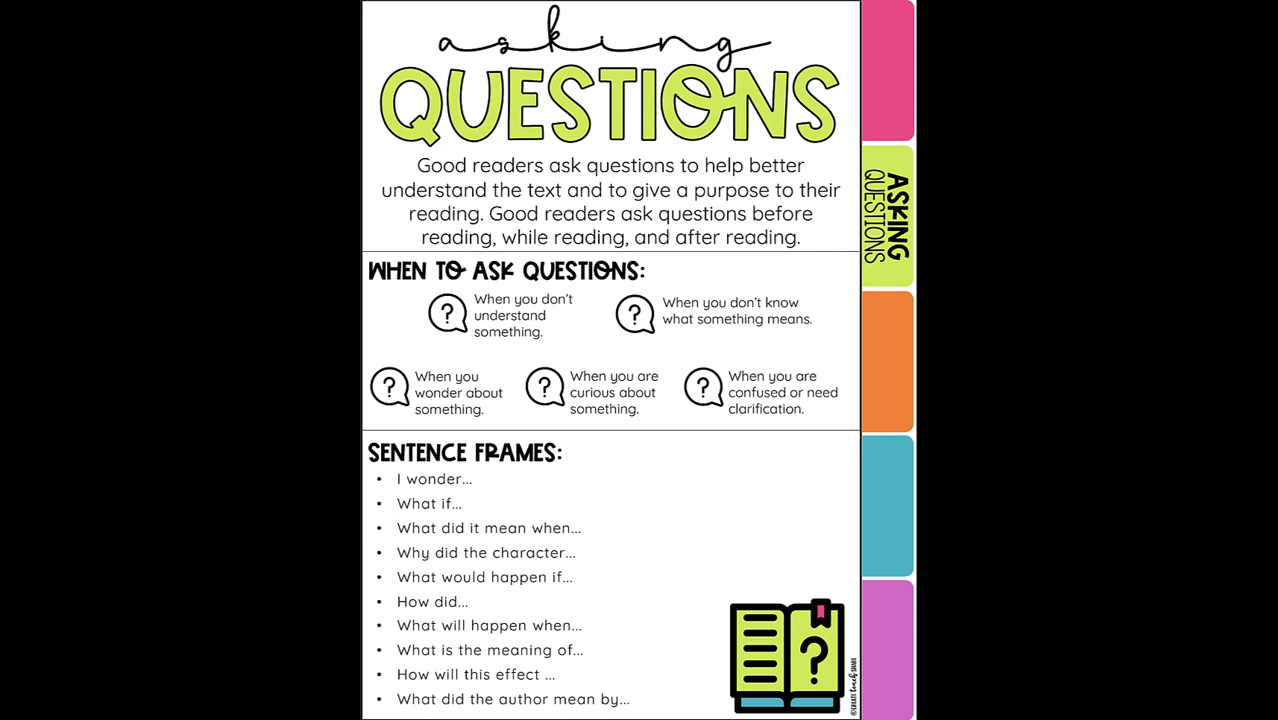 asking
QUESTIONS
Good readers ask questions to help better
understand the text and to give a purpose to their
reading. Good readers ask questions before
reading, while reading, and after reading.
WHEN TO ASK QUESTIONS:
? When you don't
understand
something.
? When you don't know
what something means.
? When you
wonder about
something.
? When you are
curious about
something.
? When you are
confused or need
clarification.
SENTENCE FRAMES:
• I wonder...
• What if...
• What did it mean when...
• Why did the character...
• What would happen if...
• How did...
• What will happen when...
• What is the meaning of...
• How will this effect ...
• What did the author mean by...
?
©CREATE teach SHARE
ASKING
QUESTIONS